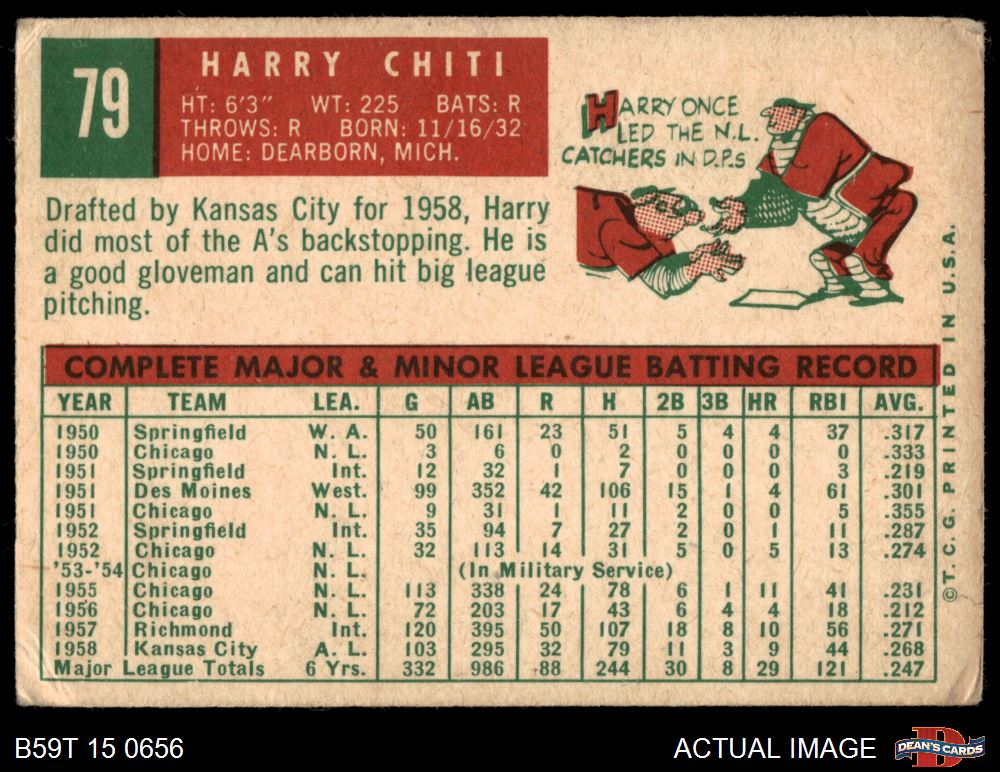 79
HARRY CHITI
HT: 6'3" WT: 225 BATS: R
THROWS: R BORN: 11/16/32
HOME: DEARBORN, MICH.
HARRY ONCE
LED THE N.L.
CATCHERS IN D.P.s
Drafted by Kansas City for 1958, Harry
did most of the A's backstopping. He is
a good gloveman and can hit big league
pitching.
COMPLETE MAJOR & MINOR LEAGUE BATTING RECORD
YEAR TEAM LEA. G AB R H 2B 3B HR RBI AVG.
1950 Springfield W. A. 50 161 23 51 5 4 4 37 .317
1950 Chicago N. L. 3 6 0 2 0 0 0 0 .333
1951 Springfield Int. 12 32 1 7 0 0 0 3 .219
1951 Des Moines West. 99 352 42 106 15 1 4 61 .301
1951 Chicago N. L. 9 31 1 11 2 0 0 5 .355
1952 Springfield Int. 35 94 7 27 2 0 1 11 .287
1952 Chicago N. L. 32 113 14 31 5 0 5 13 .274
'53-'54 Chicago N. L. (In Military Service)
1955 Chicago N. L. 113 338 24 78 6 1 11 41 .231
1956 Chicago N. L. 72 203 17 43 6 4 4 18 .212
1957 Richmond Int. 120 395 50 107 18 8 10 56 .271
1958 Kansas City A. L. 103 295 32 79 11 3 9 44 .268
Major League Totals 6 Yrs. 332 986 88 244 30 8 29 121 .247
©T. C. G. PRINTED IN U.S.A.
B59T 15 0656
ACTUAL IMAGE
D
DEAN'S CARDS